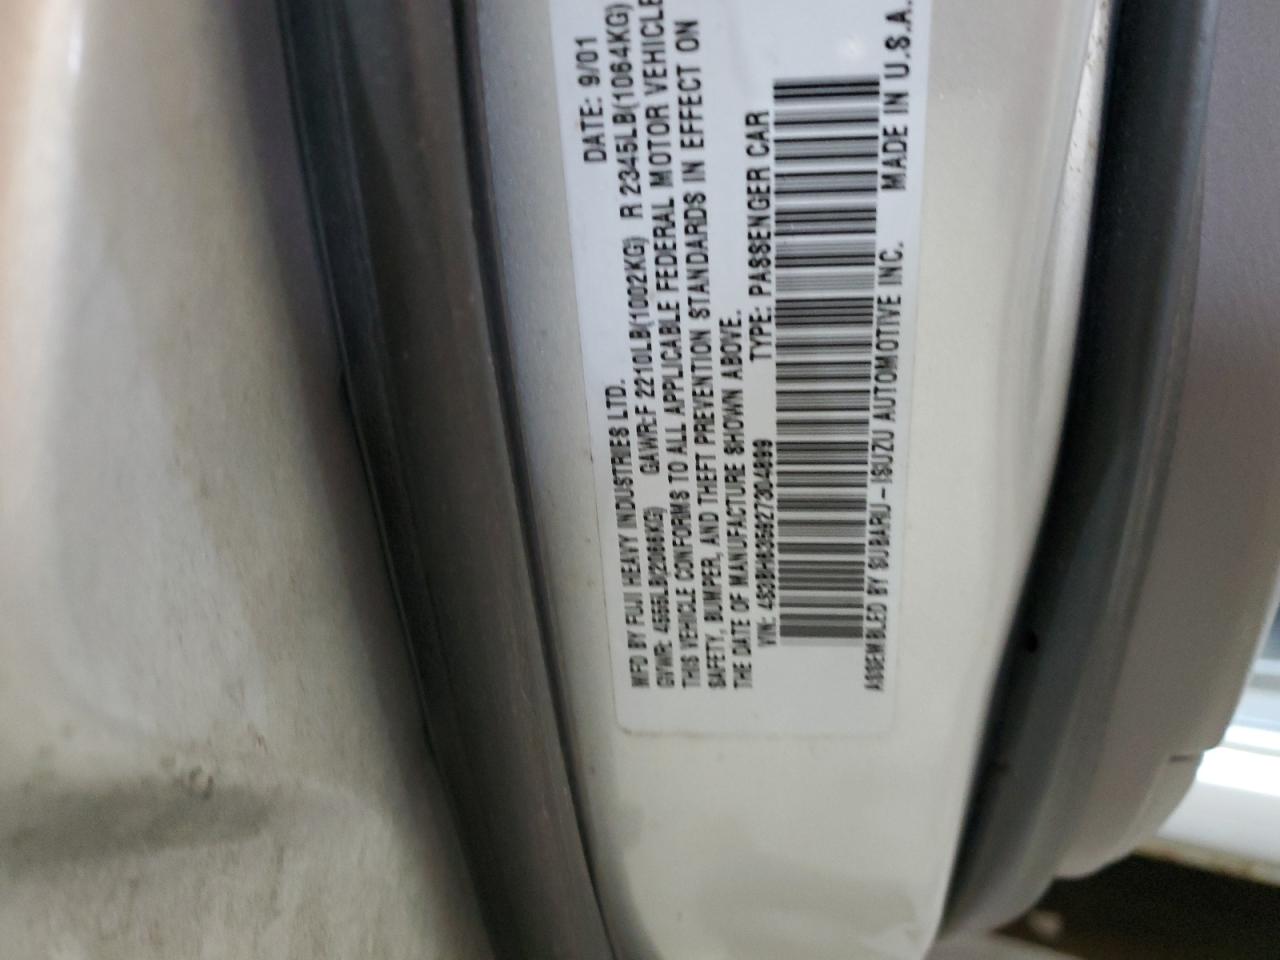 MFD BY FUJI HEAVY INDUSTRIES LTD. DATE: 9/01
GVWR: 4555LB(2066KG) GAWR:F 2210LB(1002KG) R 2345LB(1064KG)
THIS VEHICLE CONFORMS TO ALL APPLICABLE FEDERAL MOTOR VEHICLE
SAFETY, BUMPER, AND THEFT PREVENTION STANDARDS IN EFFECT ON
THE DATE OF MANUFACTURE SHOWN ABOVE.
VIN: 4S3BH635927304899 TYPE: PASSENGER CAR
ASSEMBLED BY SUBARU-ISUZU AUTOMOTIVE INC. MADE IN U.S.A.